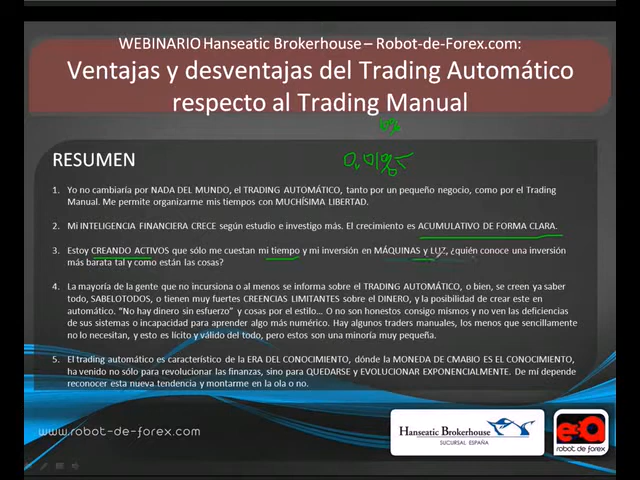 WEBINARIO Hanseatic Brokerhouse – Robot-de-Forex.com:
Ventajas y desventajas del Trading Automático
respecto al Trading Manual
RESUMEN
1. Yo no cambiaría por NADA DEL MUNDO, el TRADING AUTOMÁTICO, tanto por un pequeño negocio, como por el Trading
Manual. Me permite organizarme mis tiempos con MUCHÍSIMA LIBERTAD.
2. Mi INTELIGENCIA FINANCIERA CRECE según estudio e investigo más. El crecimiento es ACUMULATIVO DE FORMA CLARA.
3. Estoy CREANDO ACTIVOS que sólo me cuestan mi tiempo y mi inversión en MÁQUINAS y LUZ, ¿quién conoce una inversión
más barata tal y como están las cosas?
4. La mayoría de la gente que no incursiona o al menos se informa sobre el TRADING AUTOMÁTICO, o bien, se creen ya saber
todo, SABELOTODOS, o tienen muy fuertes CREENCIAS LIMITANTES sobre el DINERO, y la posibilidad de crear este en
automático. “No hay dinero sin esfuerzo” y cosas por el estilo... O no son honestos consigo mismos y no ven las deficiencias
de sus sistemas o incapacidad para aprender algo más numérico. Hay algunos traders manuales, los menos que sencillamente
no lo necesitan, y esto es lícito y válido del todo, pero estos son una minoría muy pequeña.
5. El trading automático es característico de la ERA DEL CONOCIMIENTO, dónde la MONEDA DE CMABIO ES EL CONOCIMIENTO,
ha venido no sólo para revolucionar las finanzas, sino para QUEDARSE y EVOLUCIONAR EXPONENCIALMENTE. De mí depende
reconocer esta nueva tendencia y montarme en la ola o no.
www.robot-de-forex.com
Hanseatic Brokerhouse
SUCURSAL ESPAÑA
robot de forex